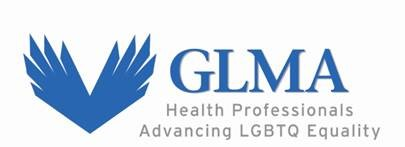 GLMA
Health Professionals
Advancing LGBTQ Equality